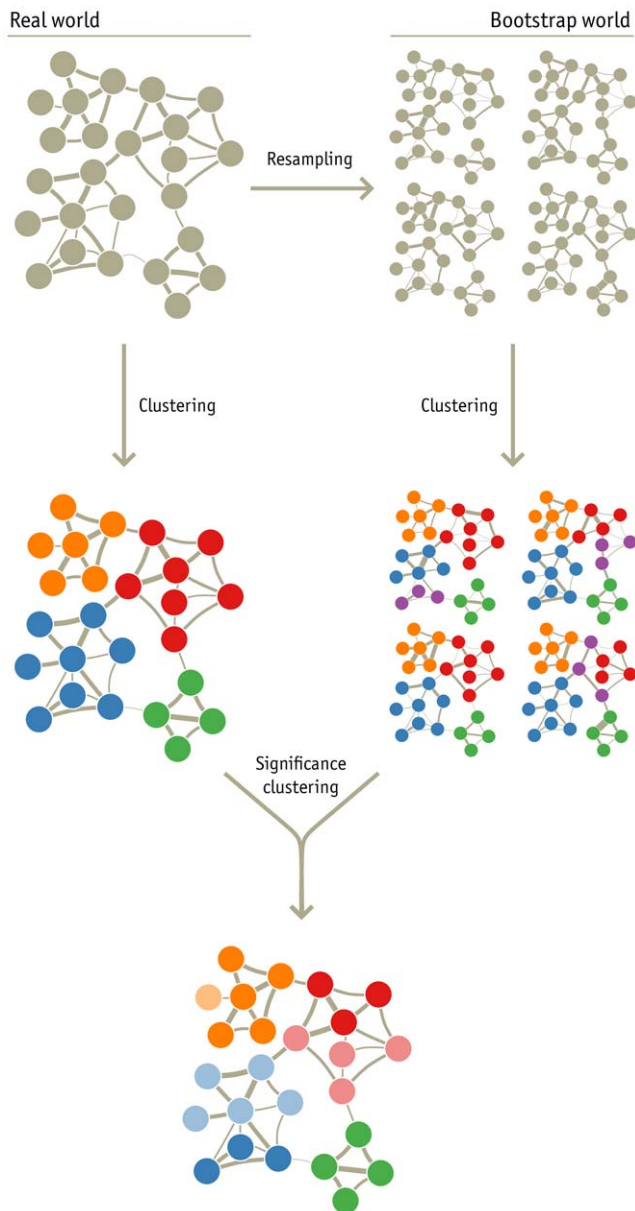 Real world
Bootstrap world
Resampling
Clustering
Clustering
Significance
clustering